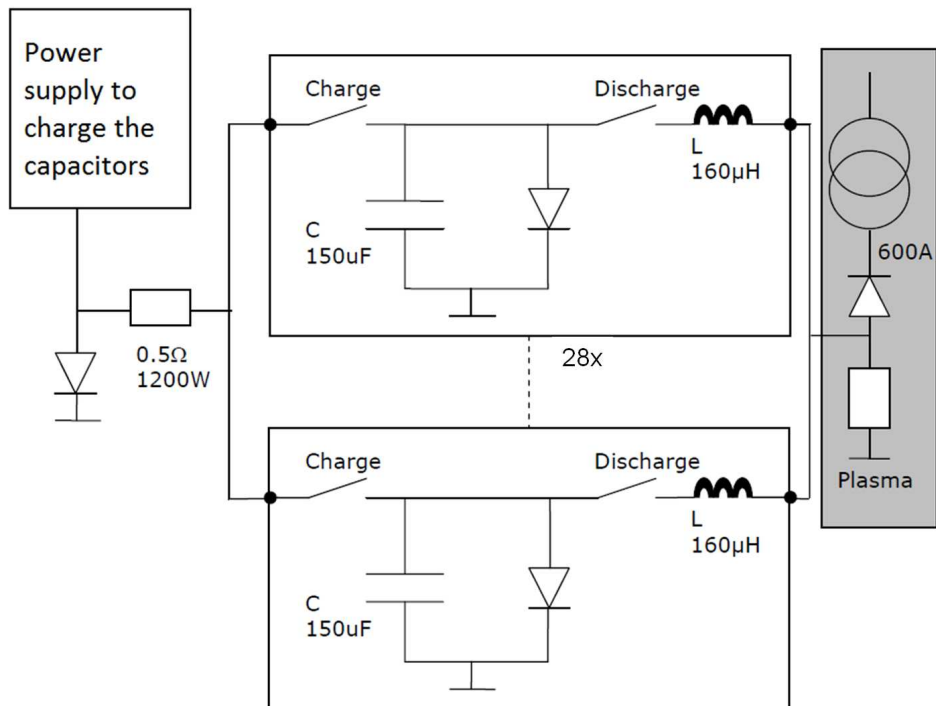 Power
supply to
charge the
capacitors
0.5Ω
1200W
Charge
Discharge
L
160µH
C
150uF
28x
Charge
Discharge
L
160µH
C
150uF
600A
Plasma